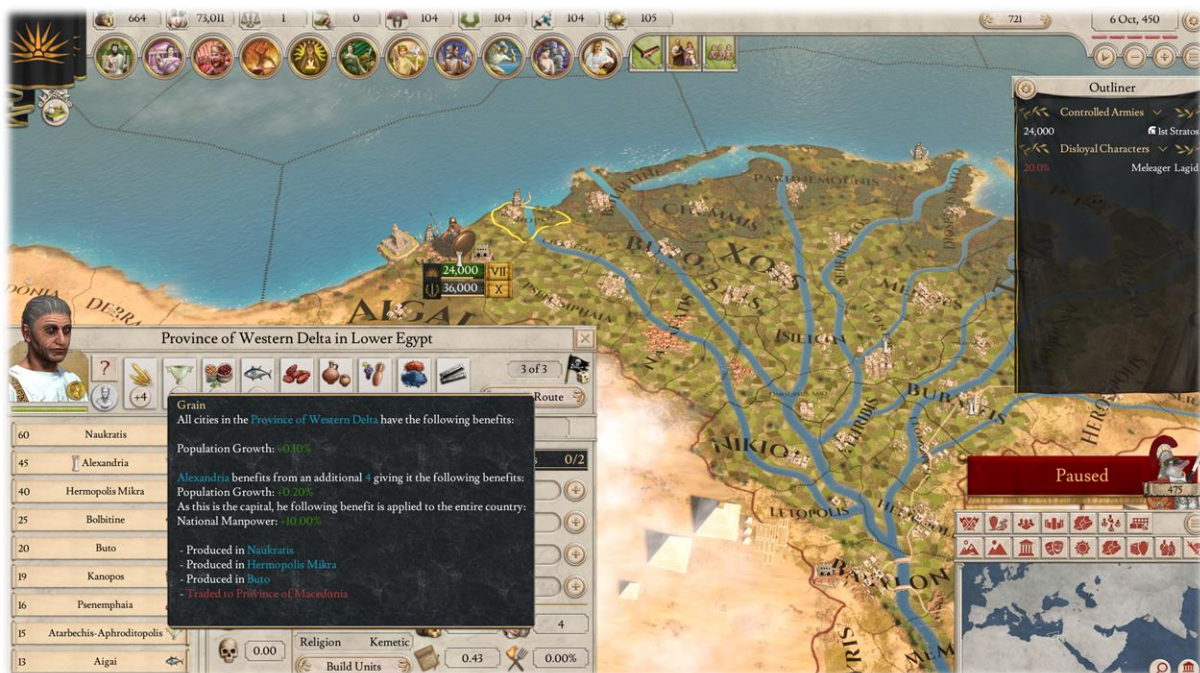 664 73,011 1 0 104 104 104 105
721
6 Oct, 450
Outliner
Controlled Armies
24,000 1st Stratos
Disloyal Characters
20.0% Meleager Lagid
24,000 VII
36,000 X
CHEMMIS
XOIS
ISIEION
NIKIO
LETOPOLIS
BABYLON
AIGAI
Paused
475
Province of Western Delta in Lower Egypt
3 of 3
+4
Route
0/2
60 Naukratis
45 Alexandria
40 Hermopolis Mikra
25 Bolbitine
20 Buto
19 Kanopos
16 Psenemphaia
15 Atarbechis-Aphroditopolis
13 Aigai
Grain
All cities in the Province of Western Delta have the following benefits:
Population Growth: +0.10%
Alexandria benefits from an additional 4 giving it the following benefits:
Population Growth: +0.20%
As this is the capital, he following benefit is applied to the entire country:
National Manpower: +10.00%
- Produced in Naukratis
- Produced in Hermopolis Mikra
- Produced in Buto
- Traded to Province of Macedonia
4
0.00
Religion Kemetic
0.43
0.00%
Build Units